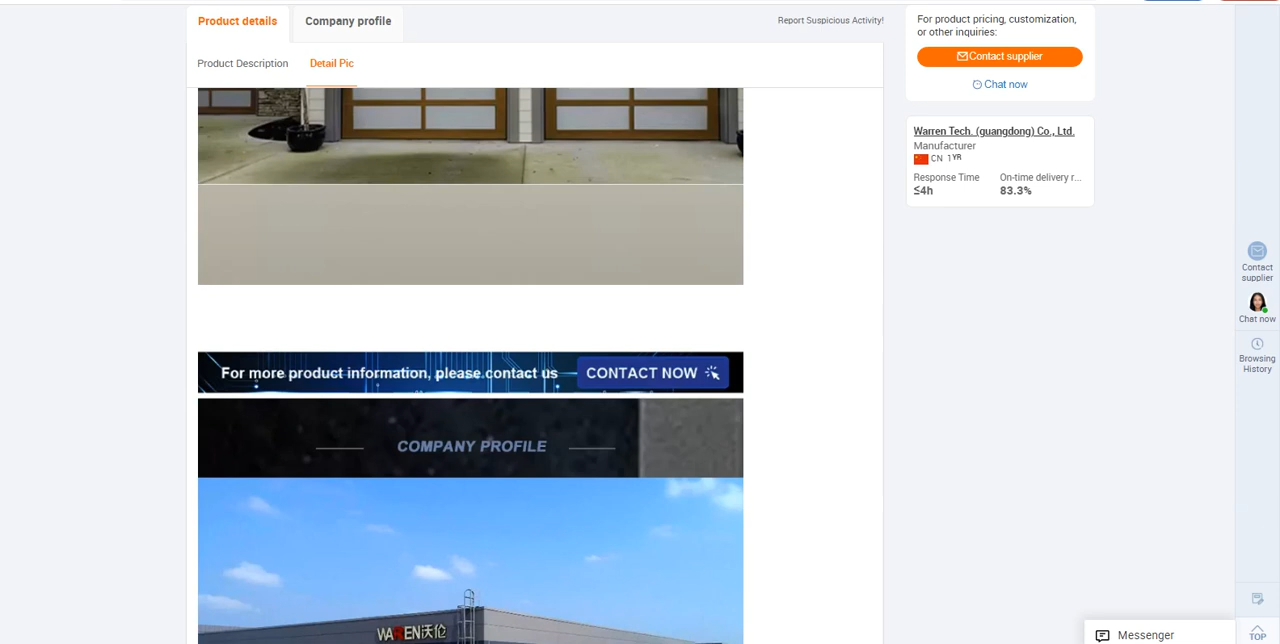 Product details
Company profile
Report Suspicious Activity!
Product Description
Detail Pic
For product pricing, customization,
or other inquiries:
Contact supplier
Chat now
Warren Tech. (guangdong) Co., Ltd.
Manufacturer
CN 1YR
Response Time
On-time delivery r...
≤4h
83.3%
Contact
supplier
Chat now
Browsing
History
For more product information, please contact us
CONTACT NOW
COMPANY PROFILE
WARREN沃伦
Messenger
TOP